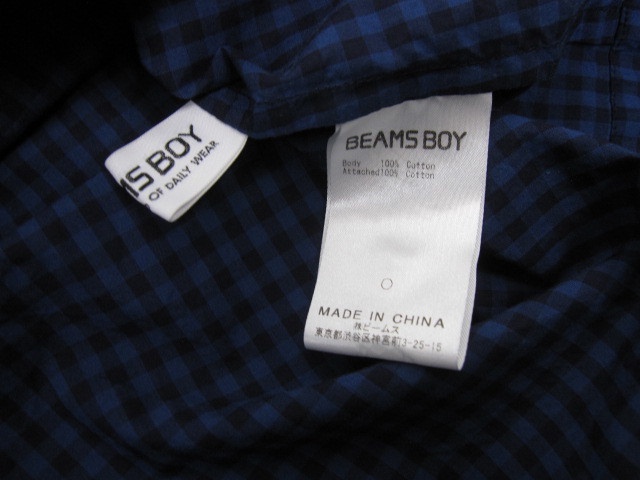 MS BOY
OF DAILY WEAR
BEAMS BOY
Body 100% Cotton
Attached100% Cotton
MADE IN CHINA
㈱ビームス
東京都渋谷区神宮前3-25-15